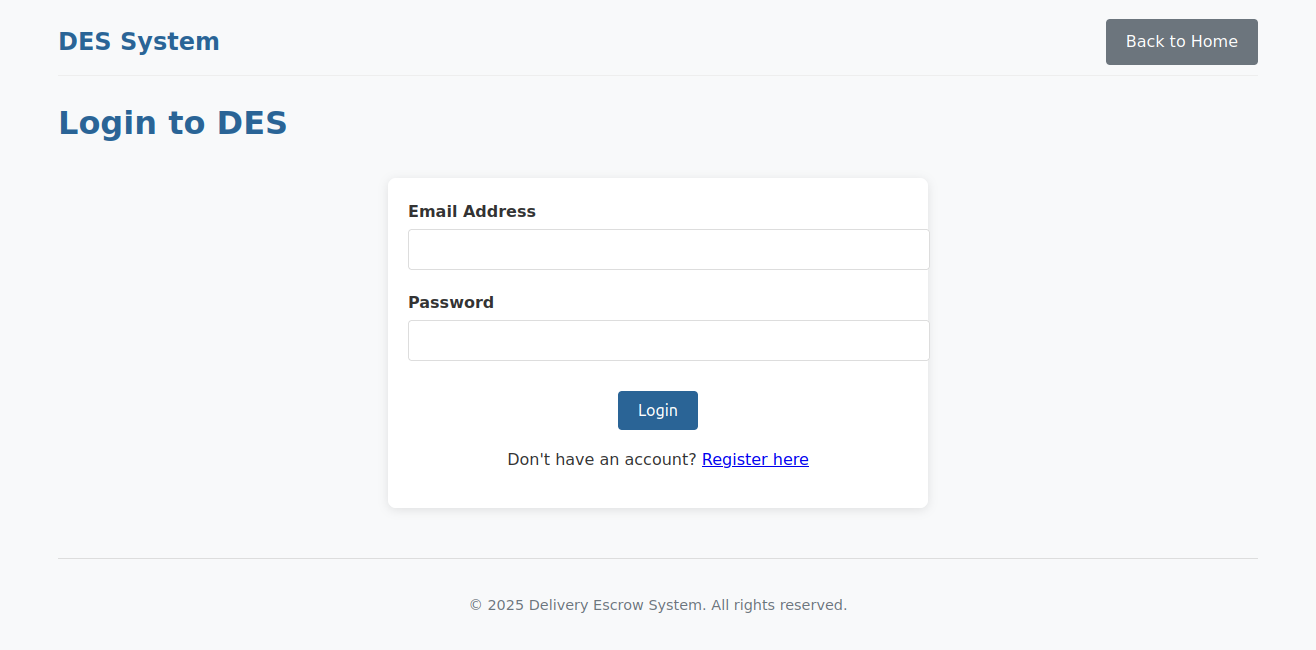 DES System
Back to Home
Login to DES
Email Address
Password
Login
Don't have an account? Register here
© 2025 Delivery Escrow System. All rights reserved.